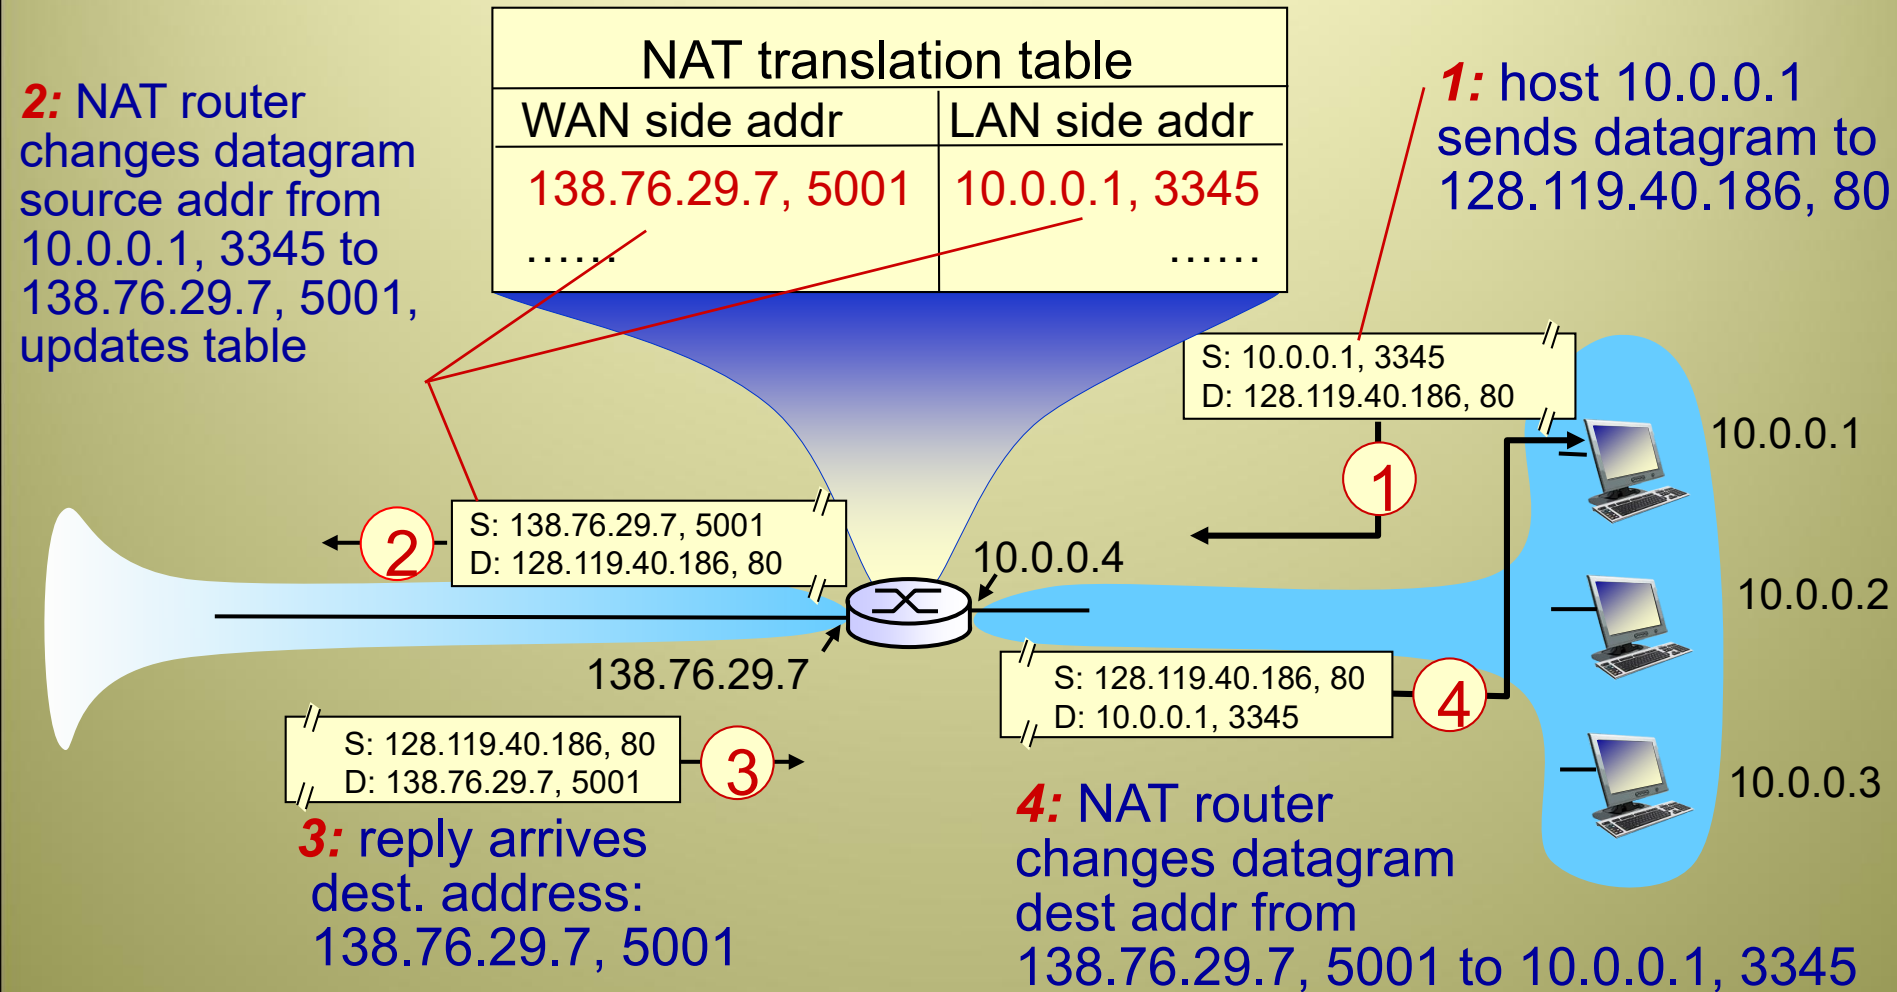 NAT translation table
WAN side addr
LAN side addr
138.76.29.7, 5001
10.0.0.1, 3345
......
......
2: NAT router
changes datagram
source addr from
10.0.0.1, 3345 to
138.76.29.7, 5001,
updates table
1: host 10.0.0.1
sends datagram to
128.119.40.186, 80
S: 10.0.0.1, 3345
D: 128.119.40.186, 80
1
10.0.0.1
S: 138.76.29.7, 5001
D: 128.119.40.186, 80
2
10.0.0.4
10.0.0.2
138.76.29.7
S: 128.119.40.186, 80
D: 10.0.0.1, 3345
4
S: 128.119.40.186, 80
D: 138.76.29.7, 5001
3
10.0.0.3
3: reply arrives
dest. address:
138.76.29.7, 5001
4: NAT router
changes datagram
dest addr from
138.76.29.7, 5001 to 10.0.0.1, 3345